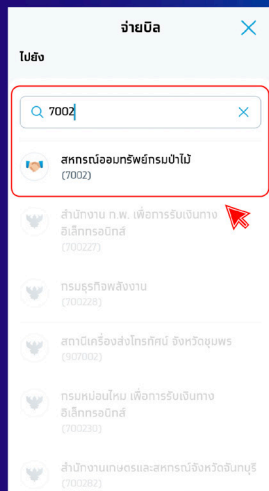 จ่ายบิล
ไปยัง
7002
สหกรณ์ออมทรัพย์กรมป่าไม้
(7002)
สำนักงาน ก.พ. เพื่อการรับเงินทาง
อิเล็กทรอนิกส์
(700227)
กรมธุรกิจพลังงาน
(700228)
สถานีเครื่องส่งโทรทัศน์ จังหวัดชุมพร
(907002)
กรมหม่อนไหม เพื่อการรับเงินทาง
อิเล็กทรอนิกส์
(700230)
สำนักงานเกษตรและสหกรณ์จังหวัดจันทบุรี
(700282)